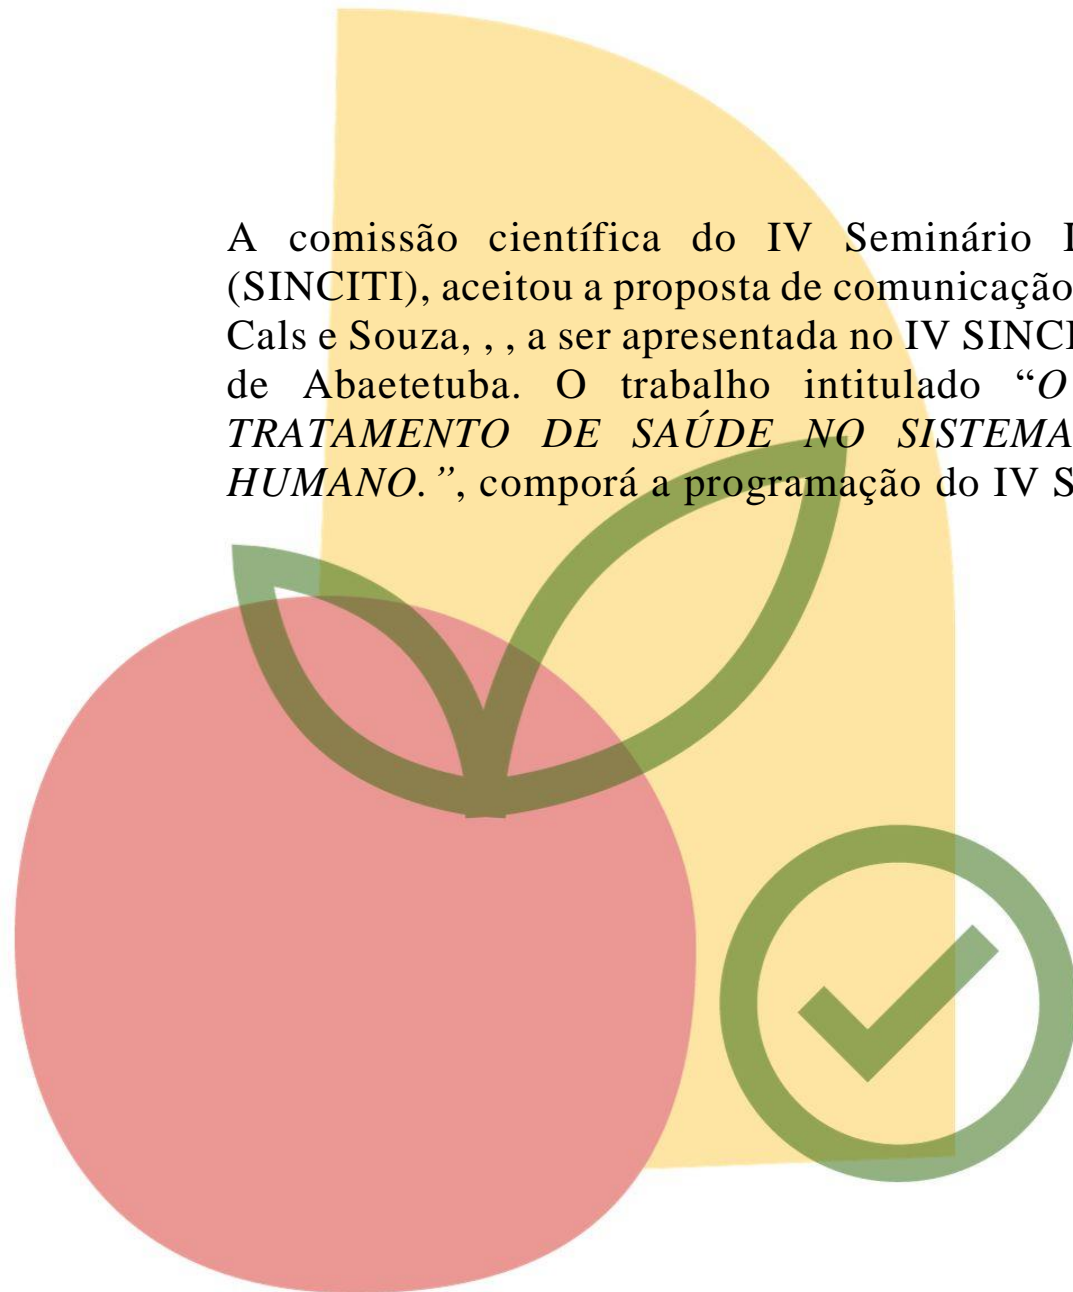 A comissão científica do IV Seminário I
(SINCITI), aceitou a proposta de comunicação
Cals e Souza, , , a ser apresentada no IV SINCI
de Abaetetuba. O trabalho intitulado “O
TRATAMENTO DE SAÚDE NO SISTEMA
HUMANO.”, comporá a programação do IV S